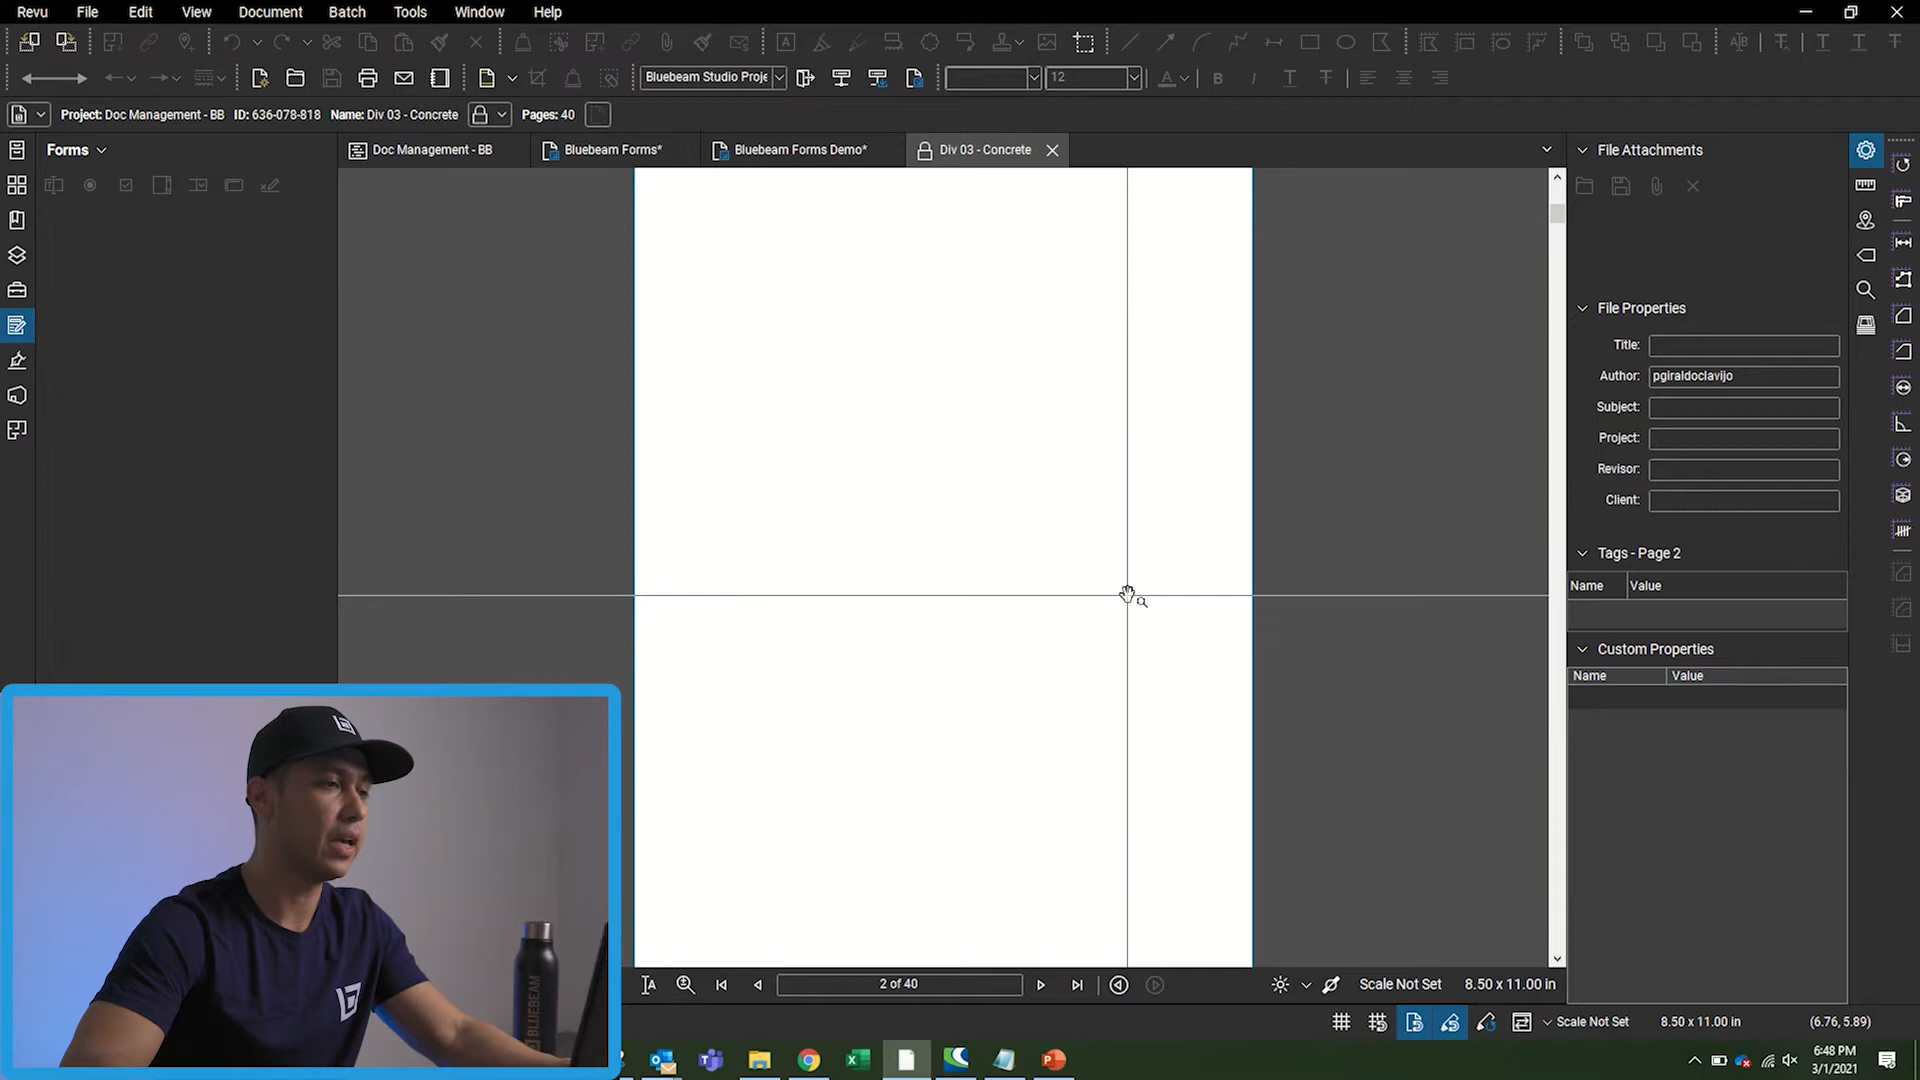 Revu File Edit View Document Batch Tools Window Help
Bluebeam Studio Proje 12
Project: Doc Management - BB ID: 636-078-818 Name: Div 03 - Concrete Pages: 40
Forms
Doc Management - BB
Bluebeam Forms*
Bluebeam Forms Demo*
Div 03 - Concrete
File Attachments
File Properties
Title:
Author: pgiraldoclavijo
Subject:
Project:
Revisor:
Client:
Tags - Page 2
Name Value
Custom Properties
Name Value
BLUEBEAM
2 of 40
Scale Not Set 8.50 x 11.00 in
Scale Not Set 8.50 x 11.00 in (6.76, 5.89)
6:48 PM
3/1/2021